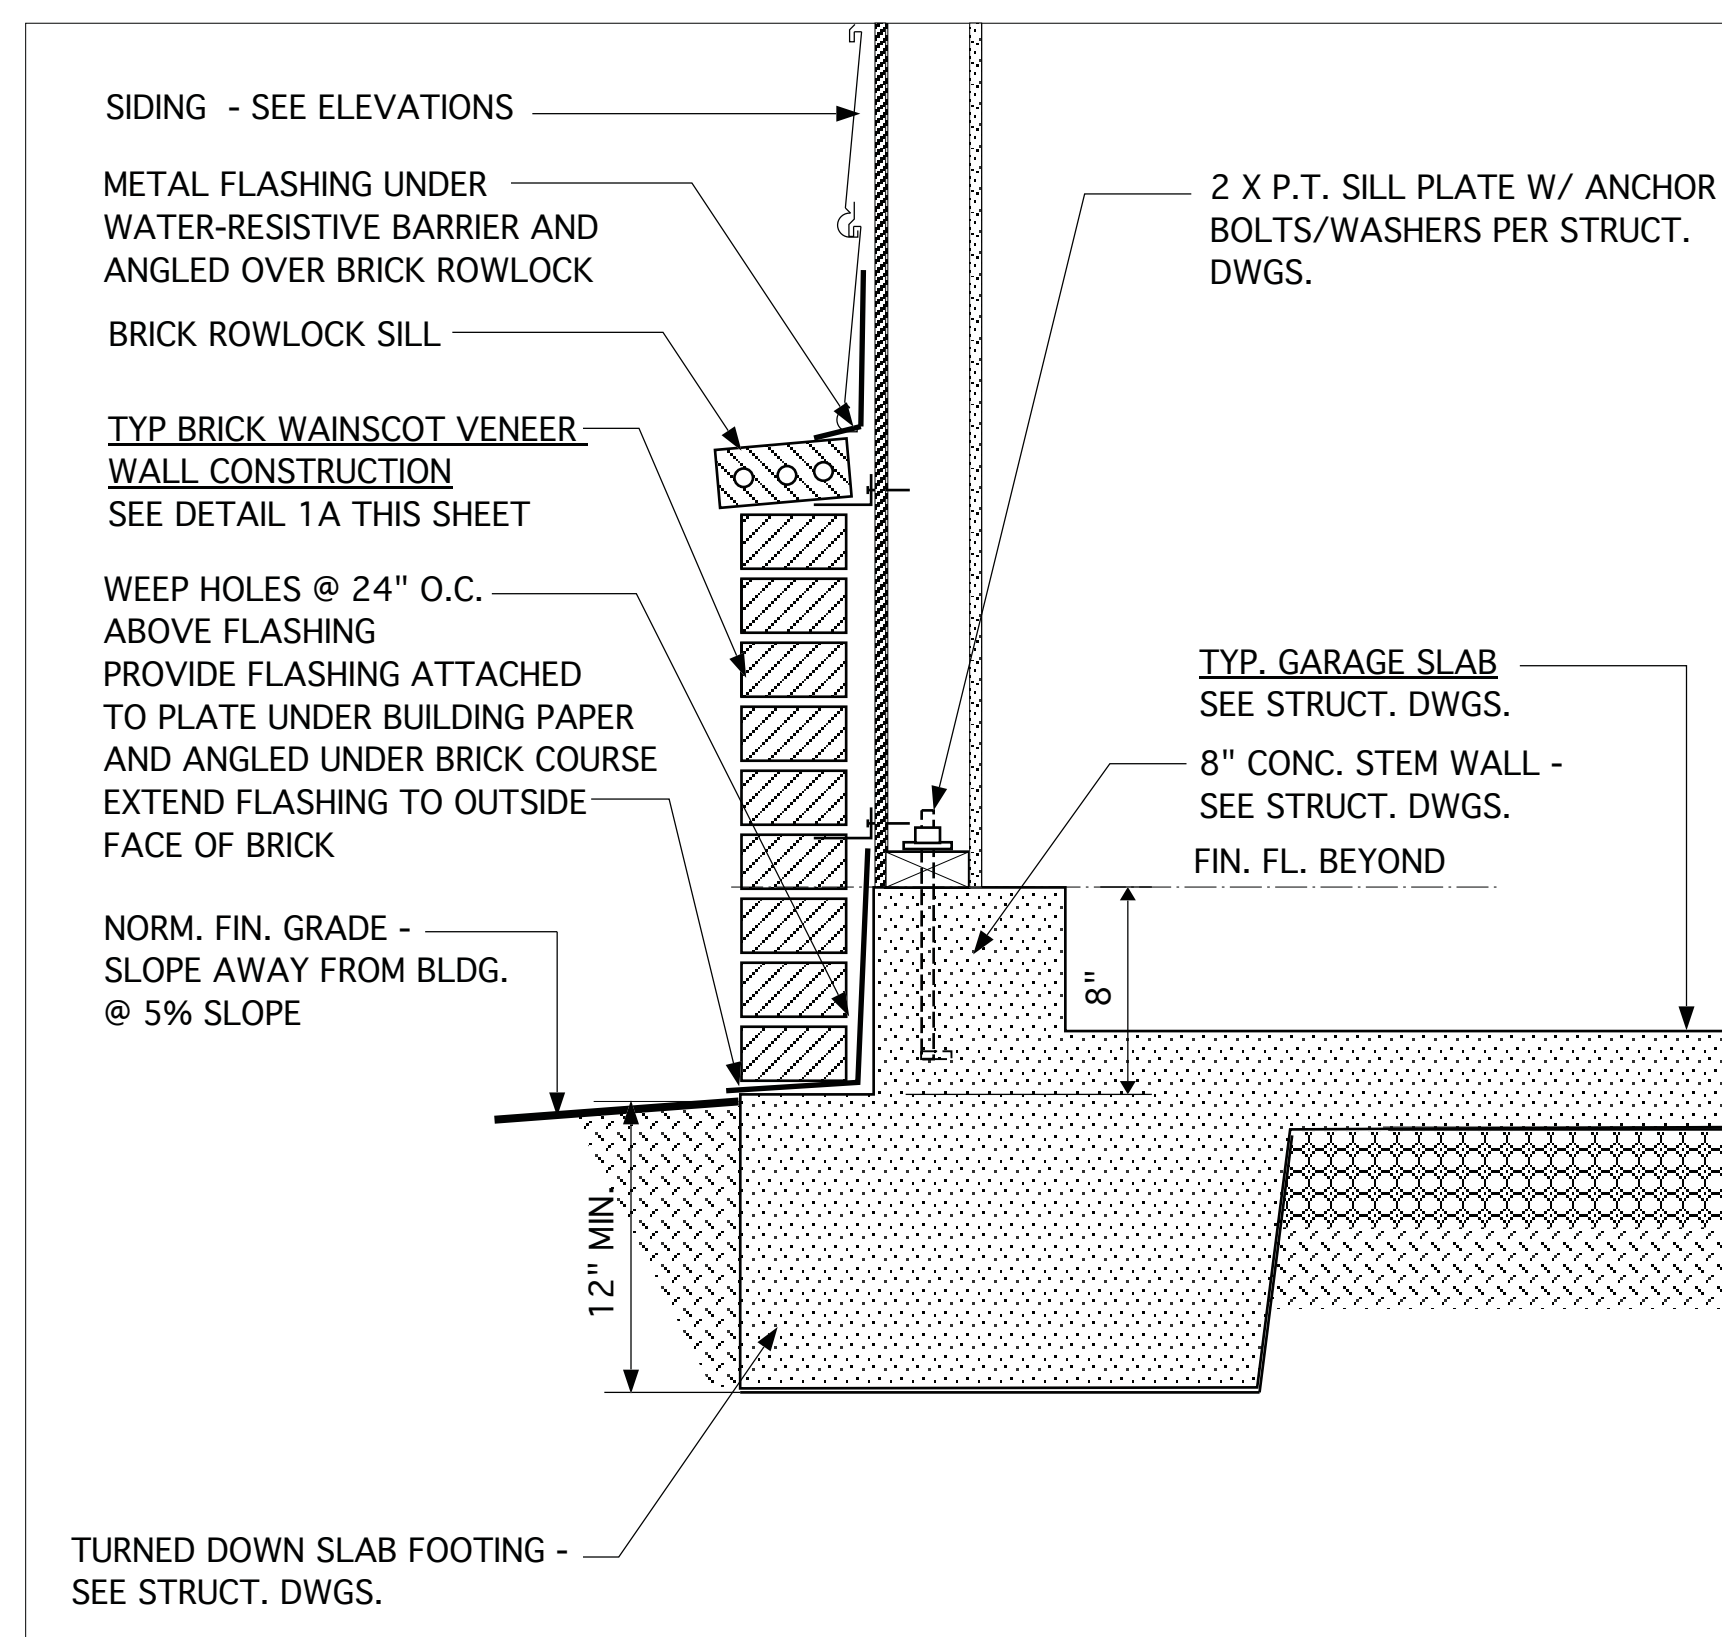 SIDING - SEE ELEVATIONS
METAL FLASHING UNDER
WATER-RESISTIVE BARRIER AND
ANGLED OVER BRICK ROWLOCK
BRICK ROWLOCK SILL
TYP BRICK WAINSCOT VENEER
WALL CONSTRUCTION
SEE DETAIL 1A THIS SHEET
WEEP HOLES @ 24" O.C.
ABOVE FLASHING
PROVIDE FLASHING ATTACHED
TO PLATE UNDER BUILDING PAPER
AND ANGLED UNDER BRICK COURSE
EXTEND FLASHING TO OUTSIDE
FACE OF BRICK
NORM. FIN. GRADE -
SLOPE AWAY FROM BLDG.
@ 5% SLOPE
12" MIN.
TURNED DOWN SLAB FOOTING -
SEE STRUCT. DWGS.
2 X P.T. SILL PLATE W/ ANCHOR
BOLTS/WASHERS PER STRUCT.
DWGS.
TYP. GARAGE SLAB
SEE STRUCT. DWGS.
8" CONC. STEM WALL -
SEE STRUCT. DWGS.
FIN. FL. BEYOND
8"